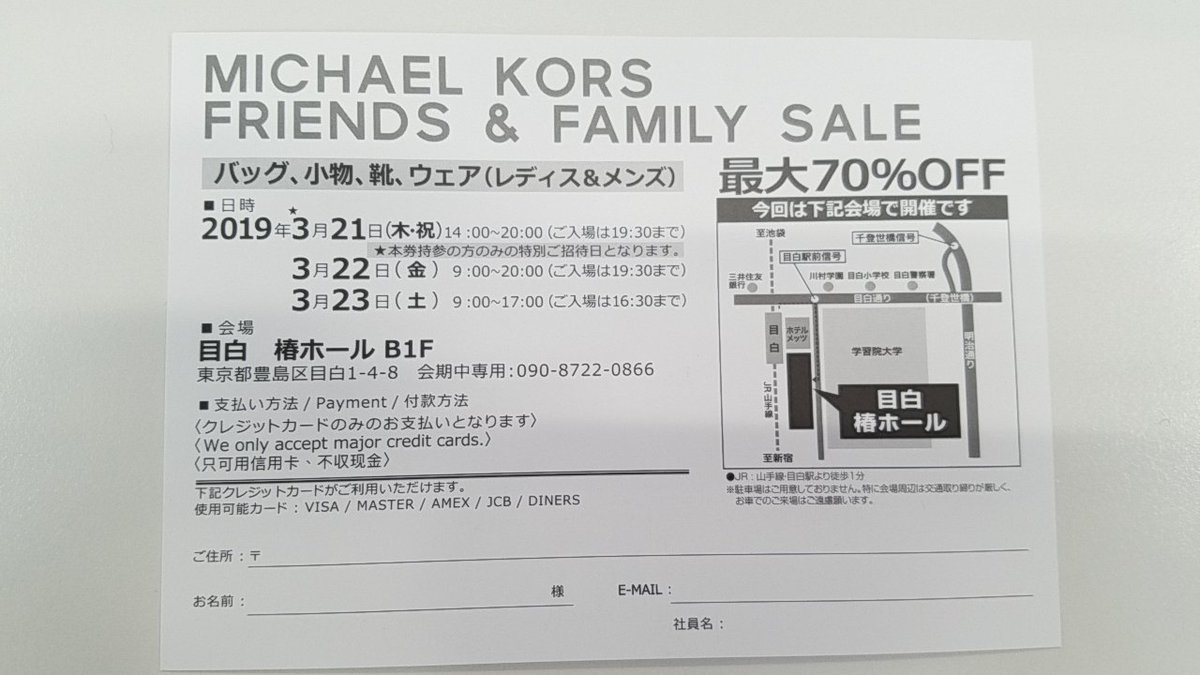 MICHAEL KORS
FRIENDS & FAMILY SALE
バッグ、小物、靴、ウェア(レディス&メンズ)
■日時
★
2019年3月21日(木・祝)14:00~20:00(ご入場は19:30まで)
★本券持参の方のみの特別ご招待日となります。
3月22日(金)9:00~20:00(ご入場は19:30まで)
3月23日(土)9:00~17:00(ご入場は16:30まで)
■会場
目白 椿ホール B1F
東京都豊島区目白1-4-8 会期中専用:090-8722-0866
■支払い方法 / Payment / 付款方法
〈クレジットカードのみのお支払いとなります〉
〈We only accept major credit cards.〉
〈只可用信用卡、不収现金〉
下記クレジットカードがご利用いただけます。
使用可能カード:VISA / MASTER / AMEX / JCB / DINERS
最大70%OFF
今回は下記会場で開催です
至池袋
千登世橋信号
目白駅前信号
三井住友
銀行
川村学園
目白小学校
目白警察署
目白通り
(千登世橋)
目白
ホテル
メッツ
学習院大学
明治通り
JR山手線
目白
椿ホール
至新宿
●JR:山手線・目白駅より徒歩1分
※駐車場はご用意しておりません。特に会場周辺は交通取り締りが厳しく、
お車でのご来場はご遠慮願います。
ご住所:〒
お名前:
様
E-MAIL:
社員名: